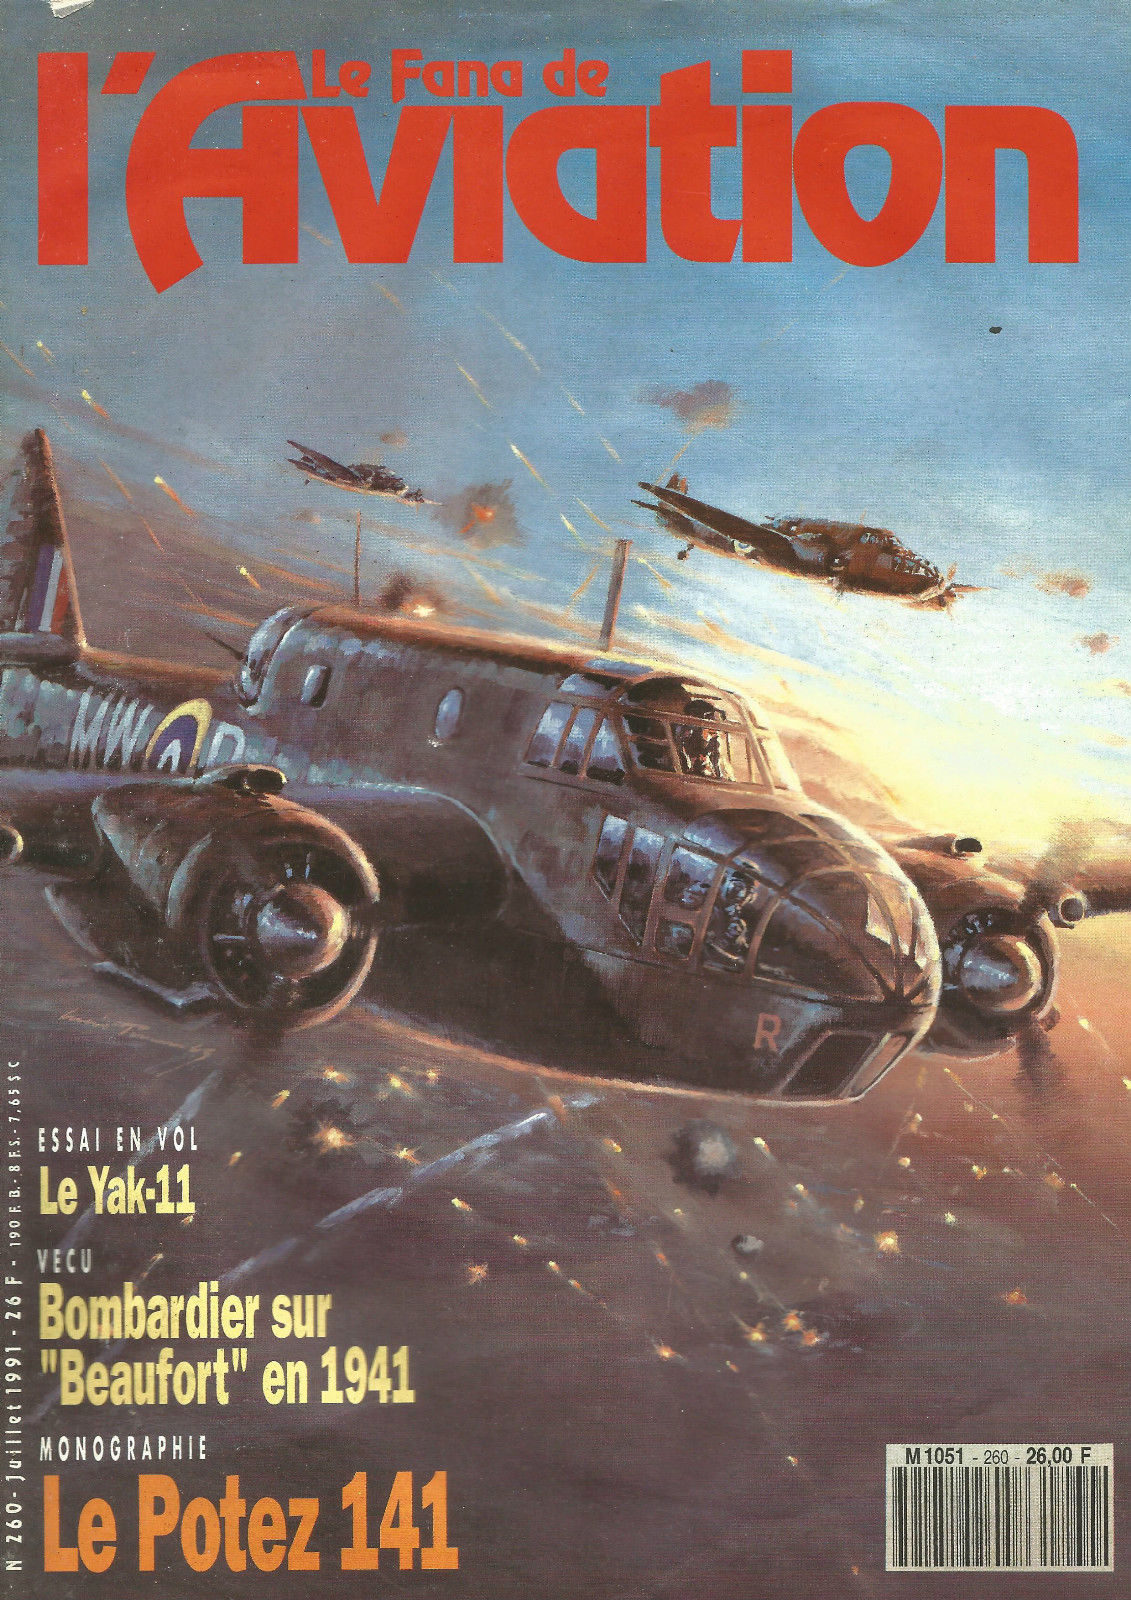 Le Fana de
l'Aviation
MW R
R
ESSAI EN VOL
Le Yak-11
VECU
Bombardier sur
"Beaufort" en 1941
MONOGRAPHIE
Le Potez 141
N 260 - Juillet 1991 - 26 F - 190 F.B. - 8 F.S. - 7,65 $ C
M 1051 - 260 - 26,00 F